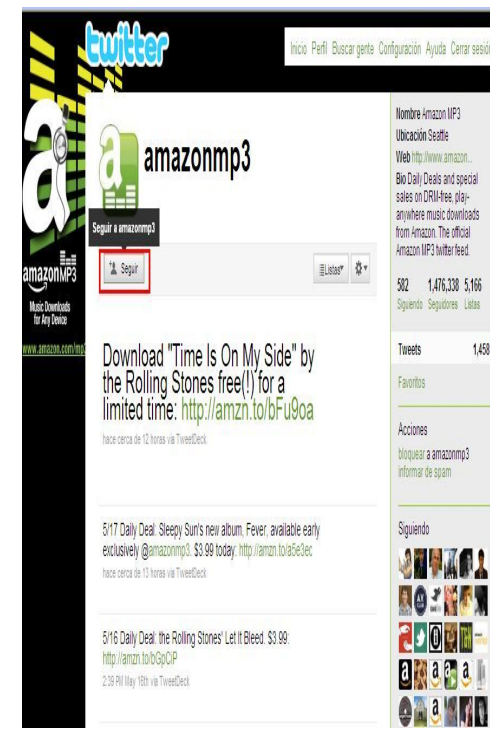 twitter
Inicio Perfil Buscar gente Configuración Ayuda Cerrar sesión
amazonmp3
Seguir a amazonmp3
Seguir
Listas
amazonMP3
Music Downloads
for Any Device
www.amazon.com/mp3
Download "Time Is On My Side" by
the Rolling Stones free(!) for a
limited time: http://amzn.to/bFu9oa
hace cerca de 12 horas vía TweetDeck
5/17 Daily Deal: Sleepy Sun's new album, Fever, available early
exclusively @amazonmp3. $3.99 today: http://amzn.to/a5e3ec
hace cerca de 13 horas vía TweetDeck
5/16 Daily Deal: the Rolling Stones' Let It Bleed. $3.99:
http://amzn.to/bGpCiP
2:39 PM May 16th vía TweetDeck
Nombre Amazon MP3
Ubicación Seattle
Web http://www.amazon...
Bio Daily Deals and special
sales on DRM-free, play-
anywhere music downloads
from Amazon. The official
Amazon MP3 twitter feed.
582 1,476,338 5,166
Siguiendo Seguidores Listas
Tweets 1,458
Favoritos
Acciones
bloquear a amazonmp3
informar de spam
Siguiendo